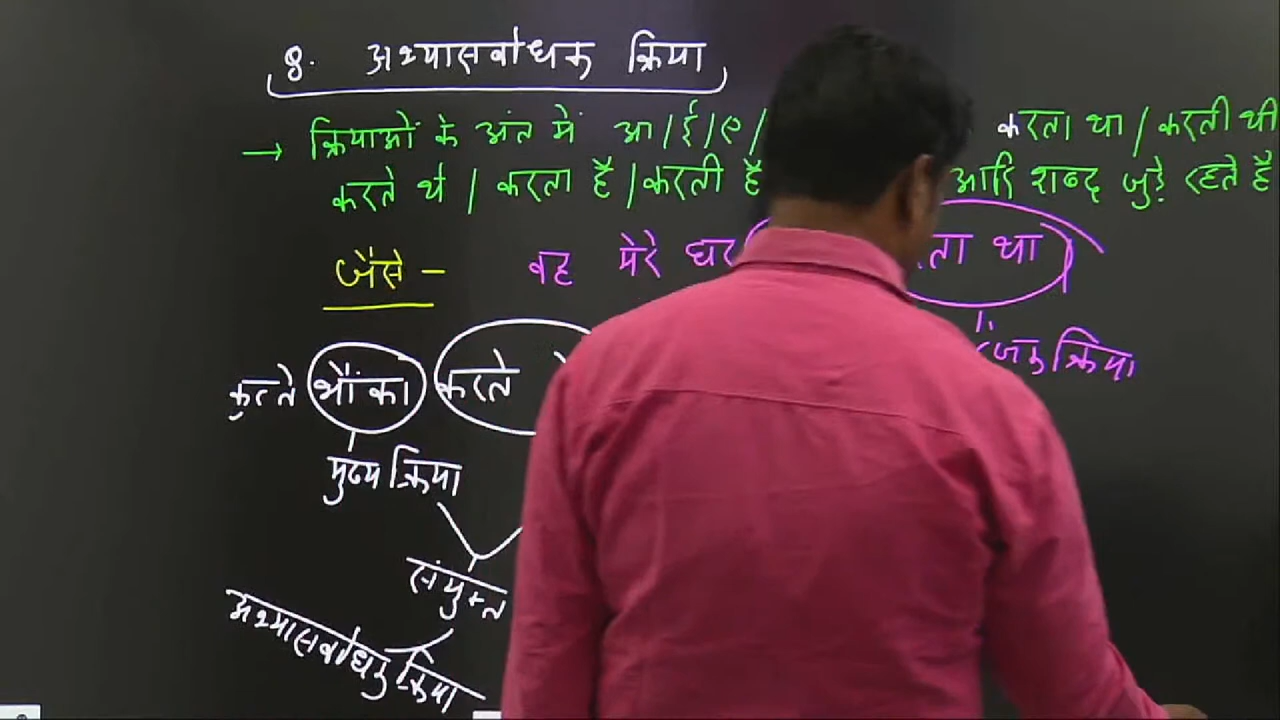 8. अभ्यासबोधक क्रिया
→ क्रियाओं के अंत में आ/ई/ए/ करता था/करती थी
करते थे/करता है/करती है आदि शब्द जुड़े रहते हैं
जैसे - वह मेरे घर ता था
क्रिया
कुत्ते भौंका करते
मुख्य क्रिया
संयुक्त
अभ्यासबोधक क्रिया